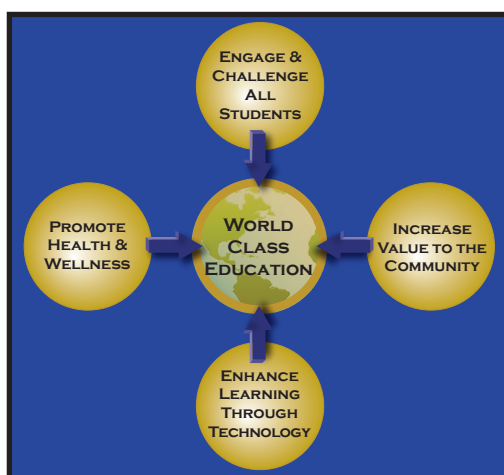 ENGAGE &
CHALLENGE
ALL
STUDENTS
PROMOTE
HEALTH &
WELLNESS
WORLD
CLASS
EDUCATION
INCREASE
VALUE TO THE
COMMUNITY
ENHANCE
LEARNING
THROUGH
TECHNOLOGY